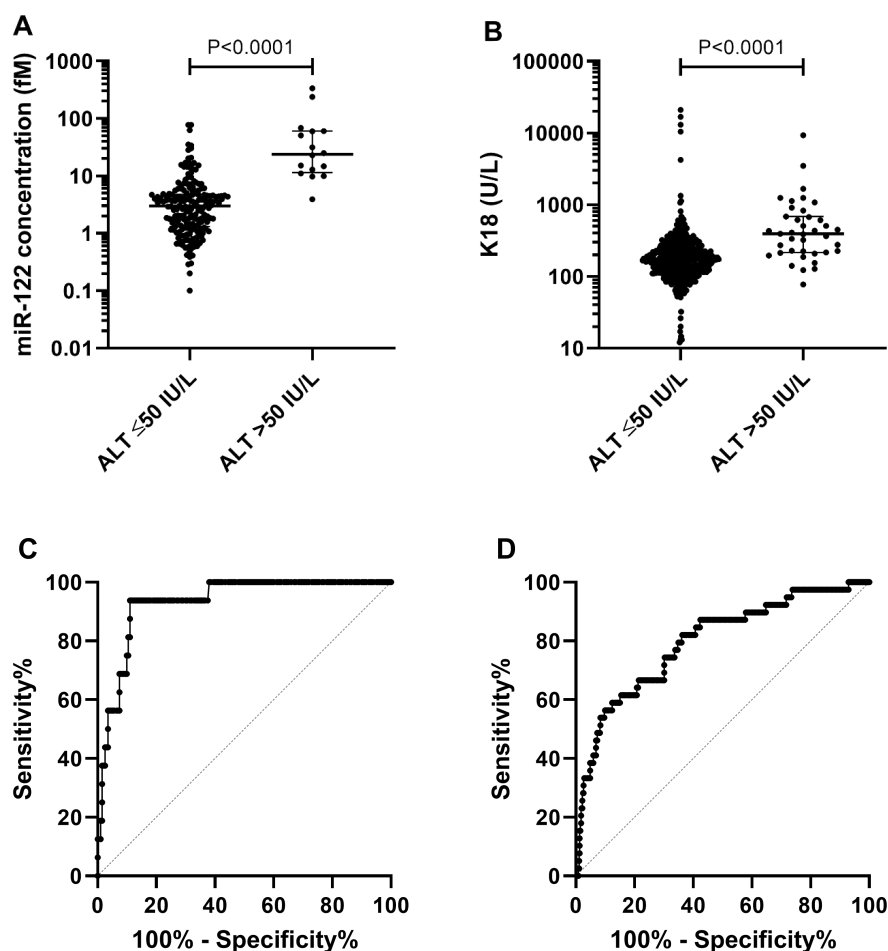 A
P<0.0001
miR-122 concentration (fM)
1000
100
10
1
0.1
0.01
ALT ≤50 IU/L
ALT >50 IU/L
B
P<0.0001
K18 (U/L)
100000
10000
1000
100
10
ALT ≤50 IU/L
ALT >50 IU/L
C
Sensitivity%
100
80
60
40
20
0
0 20 40 60 80 100
100% - Specificity%
D
Sensitivity%
100
80
60
40
20
0
0 20 40 60 80 100
100% - Specificity%